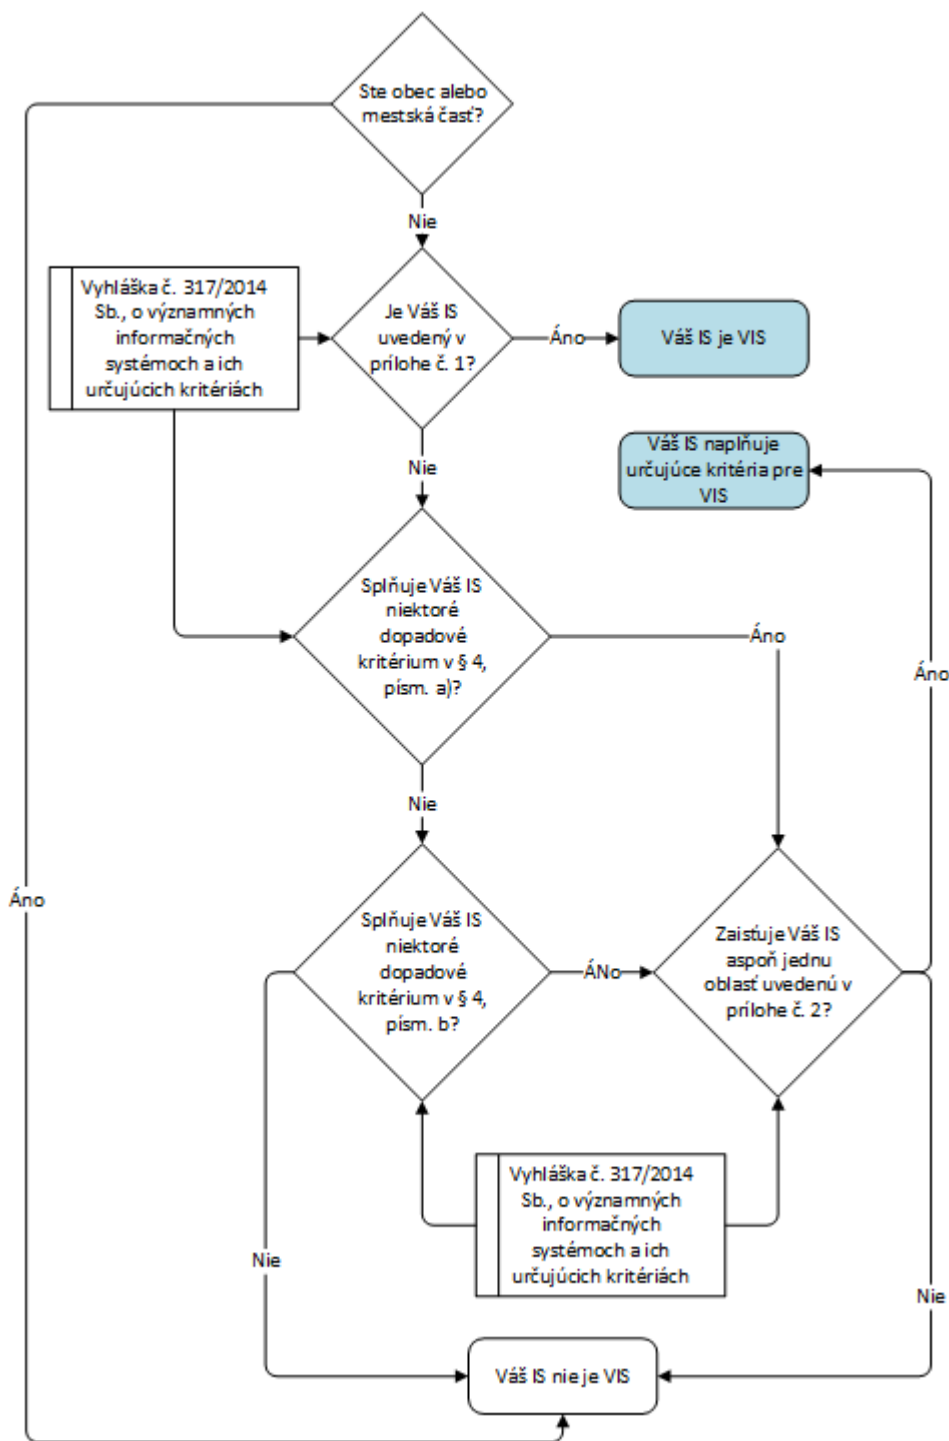 Ste obec alebo
mestská časť?
Nie
Vyhláška č. 317/2014
Sb., o významných
informačných
systémoch a ich
určujúcich kritériách
Je Váš IS
uvedený v
prílohe č. 1?
Áno
Váš IS je VIS
Nie
Váš IS naplňuje
určujúce kritéria pre
VIS
Splňuje Váš IS
niektoré
dopadové
kritérium v § 4,
písm. a)?
Áno
Áno
Nie
Áno
Splňuje Váš IS
niektoré
dopadové
kritérium v § 4,
písm. b?
ÁNo
Zaisťuje Váš IS
aspoň jednu
oblasť uvedenú v
prílohe č. 2?
Vyhláška č. 317/2014
Sb., o významných
informačných
systémoch a ich
určujúcich kritériách
Nie
Nie
Váš IS nie je VIS